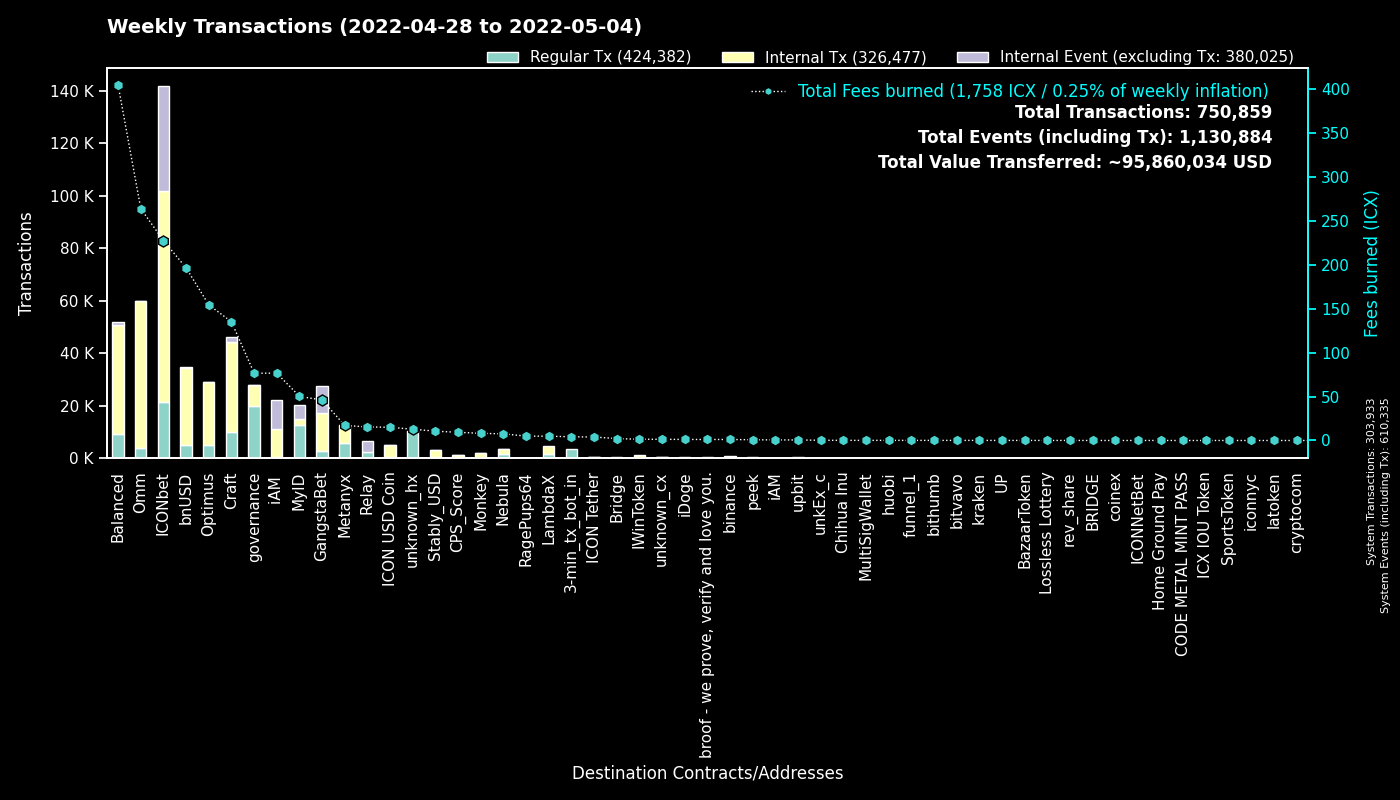 Weekly Transactions (2022-04-28 to 2022-05-04)
Regular Tx (424,382)
Internal Tx (326,477)
Internal Event (excluding Tx: 380,025)
Total Fees burned (1,758 ICX / 0.25% of weekly inflation)
Total Transactions: 750,859
Total Events (including Tx): 1,130,884
Total Value Transferred: ~95,860,034 USD
Transactions
140 K
120 K
100 K
80 K
60 K
40 K
20 K
0 K
400
350
300
250
200
150
100
50
0
Fees burned (ICX)
System Transactions: 303,933
System Events (including Tx): 610,335
Balanced
Omm
ICONbet
bnUSD
Optimus
Craft
governance
iAM
MyID
GangstaBet
Metanyx
Relay
ICON USD Coin
unknown_hx
Stably_USD
CPS_Score
Monkey
Nebula
RagePups64
LambdaX
3-min_tx_bot_in
ICON_Tether
Bridge
IWinToken
unknown_cx
iDoge
broof - we prove, verify and love you.
binance
peek
iAM
upbit
unkEx_c
Chihua Inu
MultiSigWallet
huobi
funnel_1
bithumb
bitvavo
kraken
UP
BazaarToken
Lossless Lottery
rev_share
BRIDGE
coinex
ICONNetBet
Home Ground Pay
CODE METAL MINT PASS
ICX IOU Token
SportsToken
iconnyc
latoken
cryptocom
Destination Contracts/Addresses